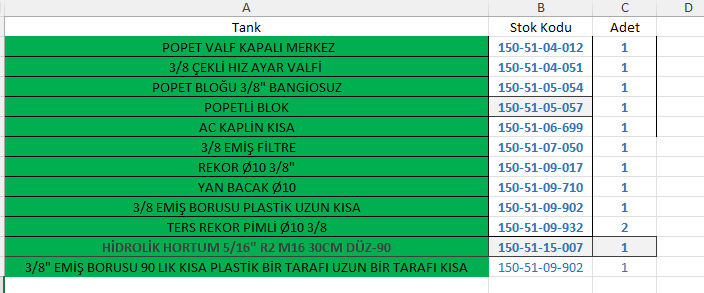 A B C D
Tank Stok Kodu Adet
POPET VALF KAPALI MERKEZ 150-51-04-012 1
3/8 ÇEKLİ HIZ AYAR VALFİ 150-51-04-051 1
POPET BLOĞU 3/8" BANGİOSUZ 150-51-05-054 1
POPETLİ BLOK 150-51-05-057 1
AC KAPLİN KISA 150-51-06-699 1
3/8 EMİŞ FİLTRE 150-51-07-050 1
REKOR Ø10 3/8" 150-51-09-017 1
YAN BACAK Ø10 150-51-09-710 1
3/8 EMİŞ BORUSU PLASTİK UZUN KISA 150-51-09-902 1
TERS REKOR PİMLİ Ø10 3/8 150-51-09-932 2
HİDROLİK HORTUM 5/16" R2 M16 30CM DÜZ-90 150-51-15-007 1
3/8" EMİŞ BORUSU 90 LIK KISA PLASTİK BİR TARAFI UZUN BİR TARAFI KISA 150-51-09-902 1